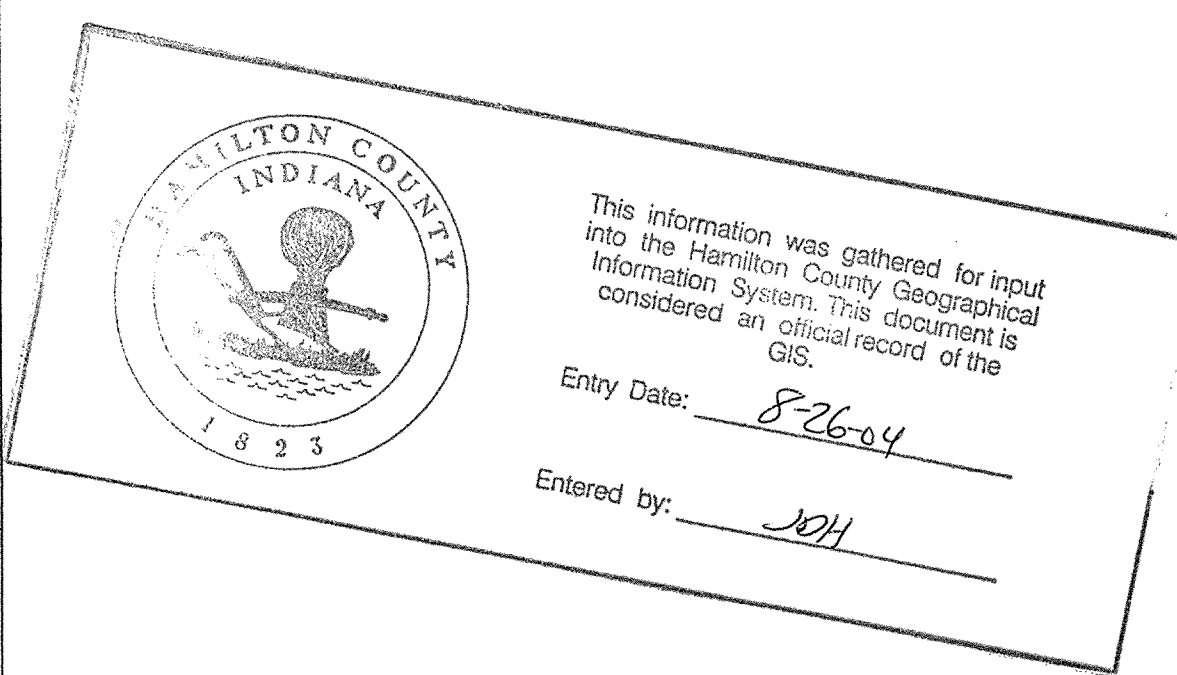 HAMILTON COUNTY
INDIANA
1823
This information was gathered for input
into the Hamilton County Geographical
Information System. This document is
considered an official record of the
GIS.
Entry Date: 8-26-04
Entered by: JDH